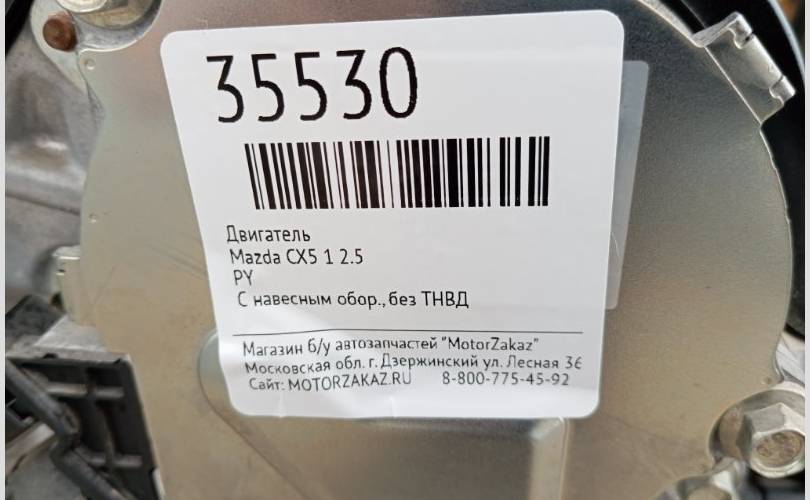 35530
Двигатель
Mazda CX5 1 2.5
PY
С навесным обор., без ТНВД
Магазин б/у автозапчастей "MotorZakaz"
Московская обл. г. Дзержинский ул. Лесная 36
Сайт: MOTORZAKAZ.RU 8-800-775-45-92